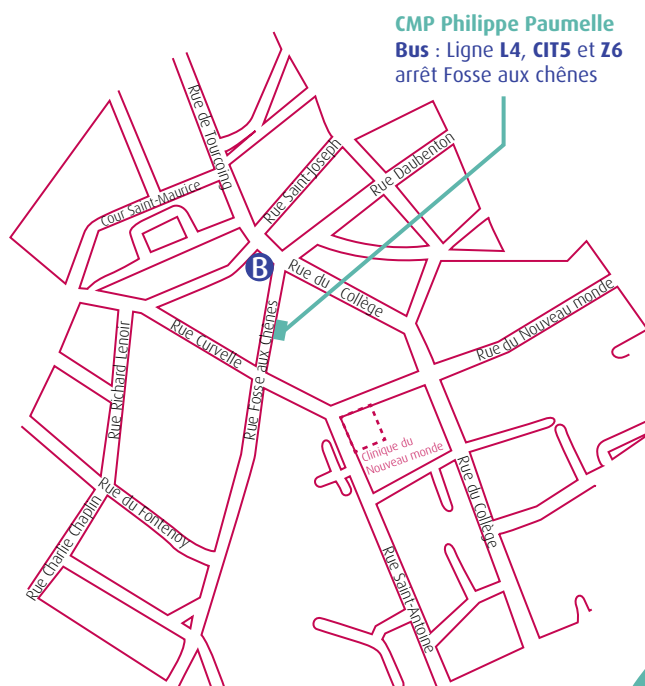 CMP Philippe Paumelle
Bus : Ligne L4, CIT5 et Z6
arrêt Fosse aux chênes
Rue de Tourcoing
Rue Saint-Joseph
Rue Daubenton
Cour Saint-Maurice
B
Rue du Collège
Rue Fosse aux Chênes
Rue Curvelle
Rue du Nouveau monde
Rue Richard Lenoir
Clinique du
Nouveau monde
Rue du Collège
Rue du Fontenoy
Rue Charlie Chaplin
Rue Saint-Antoine